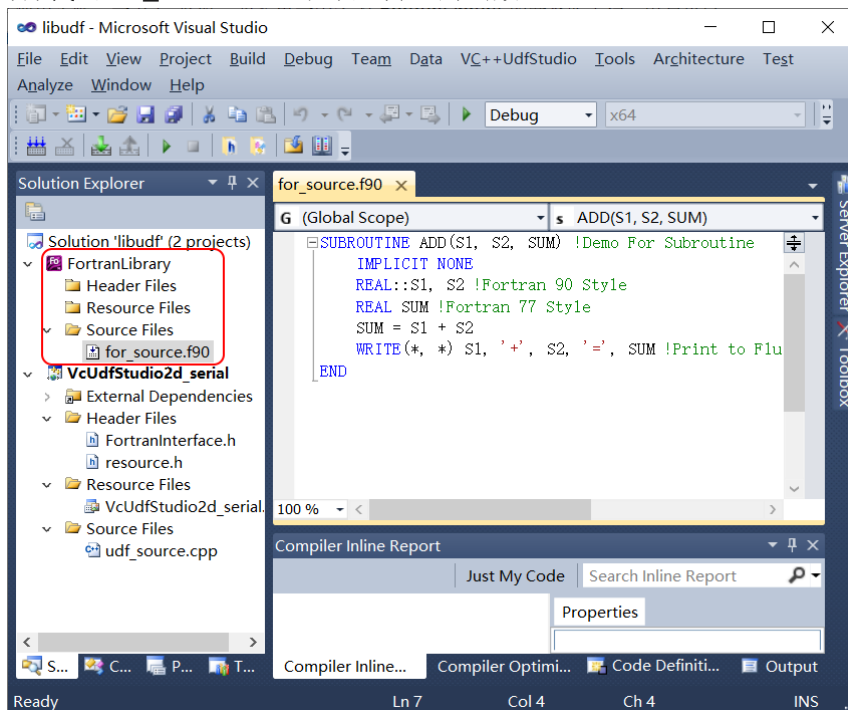 libudf - Microsoft Visual Studio
File Edit View Project Build Debug Team Data VC++UdfStudio Tools Architecture Test
Analyze Window Help
Debug x64
Solution Explorer
for_source.f90
(Global Scope) ADD(S1, S2, SUM)
Solution 'libudf' (2 projects)
FortranLibrary
Header Files
Resource Files
Source Files
for_source.f90
VcUdfStudio2d_serial
External Dependencies
Header Files
FortranInterface.h
resource.h
Resource Files
VcUdfStudio2d_serial.
Source Files
udf_source.cpp
SUBROUTINE ADD(S1, S2, SUM) !Demo For Subroutine
IMPLICIT NONE
REAL::S1, S2 !Fortran 90 Style
REAL SUM !Fortran 77 Style
SUM = S1 + S2
WRITE(*, *) S1, '+', S2, '=', SUM !Print to Flu
END
100 %
Compiler Inline Report
Just My Code Search Inline Report
Properties
Server Explorer
Toolbox
S... C... P... T...
Compiler Inline... Compiler Optimi... Code Definiti... Output
Ready Ln 7 Col 4 Ch 4 INS